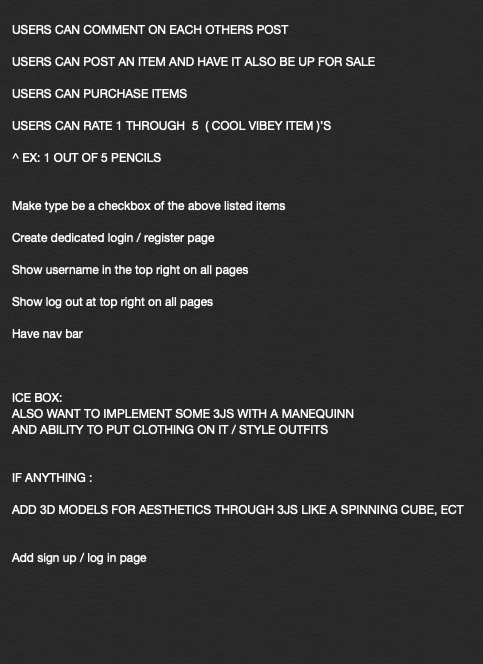 USERS CAN COMMENT ON EACH OTHERS POST
USERS CAN POST AN ITEM AND HAVE IT ALSO BE UP FOR SALE
USERS CAN PURCHASE ITEMS
USERS CAN RATE 1 THROUGH  5  ( COOL VIBEY ITEM )'S
^ EX: 1 OUT OF 5 PENCILS
Make type be a checkbox of the above listed items
Create dedicated login / register page
Show username in the top right on all pages
Show log out at top right on all pages
Have nav bar
ICE BOX:
ALSO WANT TO IMPLEMENT SOME 3JS WITH A MANEQUINN
AND ABILITY TO PUT CLOTHING ON IT / STYLE OUTFITS
IF ANYTHING :
ADD 3D MODELS FOR AESTHETICS THROUGH 3JS LIKE A SPINNING CUBE, ECT
Add sign up / log in page